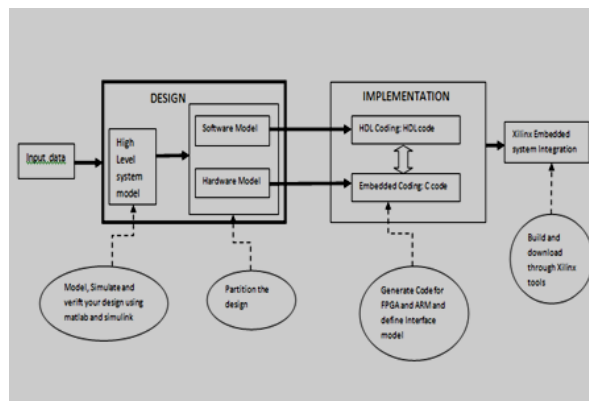 DESIGN
IMPLEMENTATION
Input data
High
Level
system
model
Software Model
Hardware Model
HDL Coding: HDL code
Embedded Coding: C code
Xilinx Embedded
system Integration
Model, Simulate and
verift your design using
matlab and simulink
Partition the
design
Generate Code for
FPGA and ARM and
define Interface
model
Build and
download
through Xilinx
tools